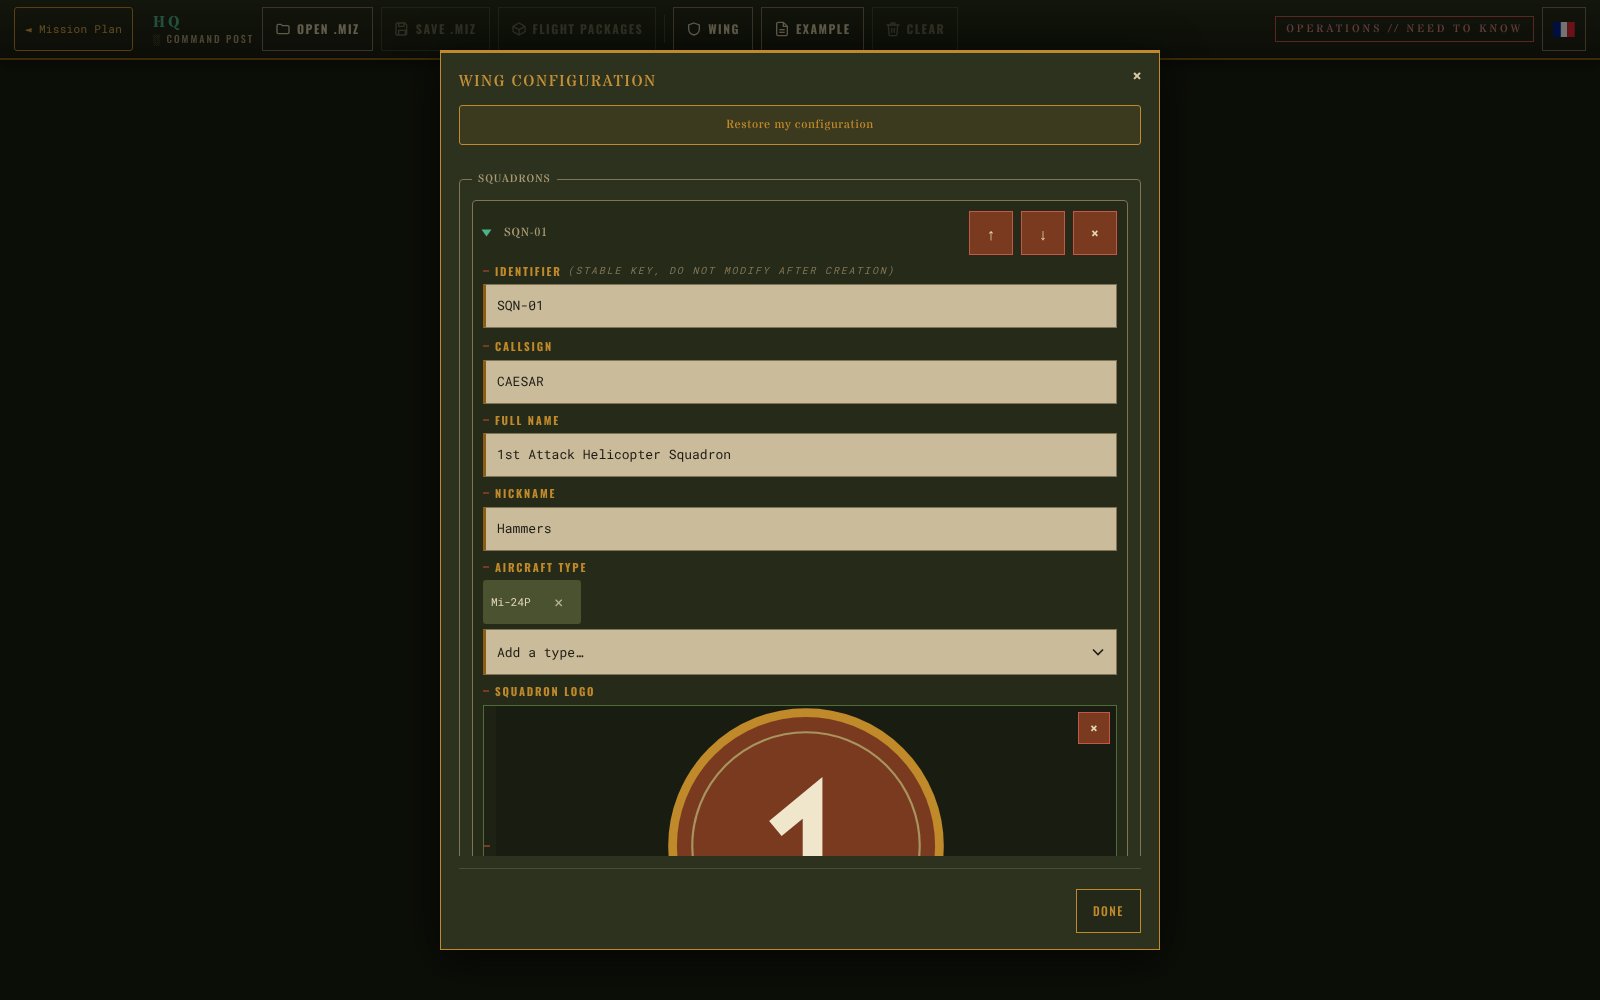 ◄ Mission Plan
HQ
COMMAND POST
OPEN .MIZ
SAVE .MIZ
FLIGHT PACKAGES
WING
EXAMPLE
CLEAR
OPERATIONS // NEED TO KNOW
WING CONFIGURATION
×
Restore my configuration
SQUADRONS
▼ SQN-01
↑ ↓ ×
– IDENTIFIER (STABLE KEY, DO NOT MODIFY AFTER CREATION)
SQN-01
– CALLSIGN
CAESAR
– FULL NAME
1st Attack Helicopter Squadron
– NICKNAME
Hammers
– AIRCRAFT TYPE
Mi-24P ×
Add a type…
– SQUADRON LOGO
×
1
DONE